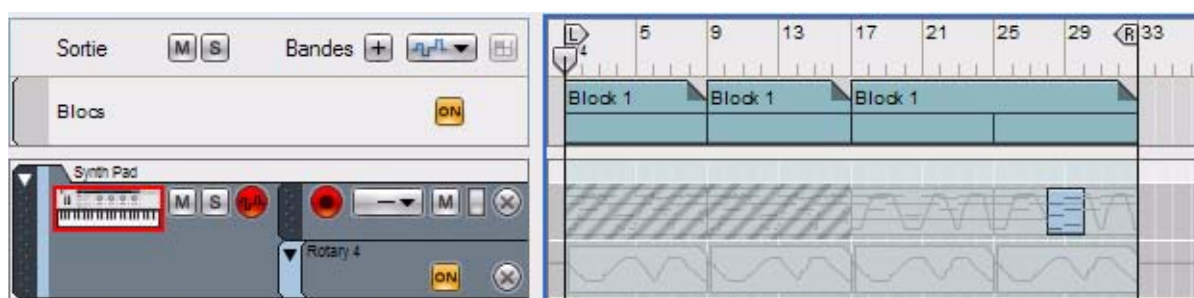 Sortie M S Bandes +
L 5 9 13 17 21 25 29 R 33
4
Blocs ON
Block 1 Block 1 Block 1
Synth Pad
M S M
Rotary 4
ON